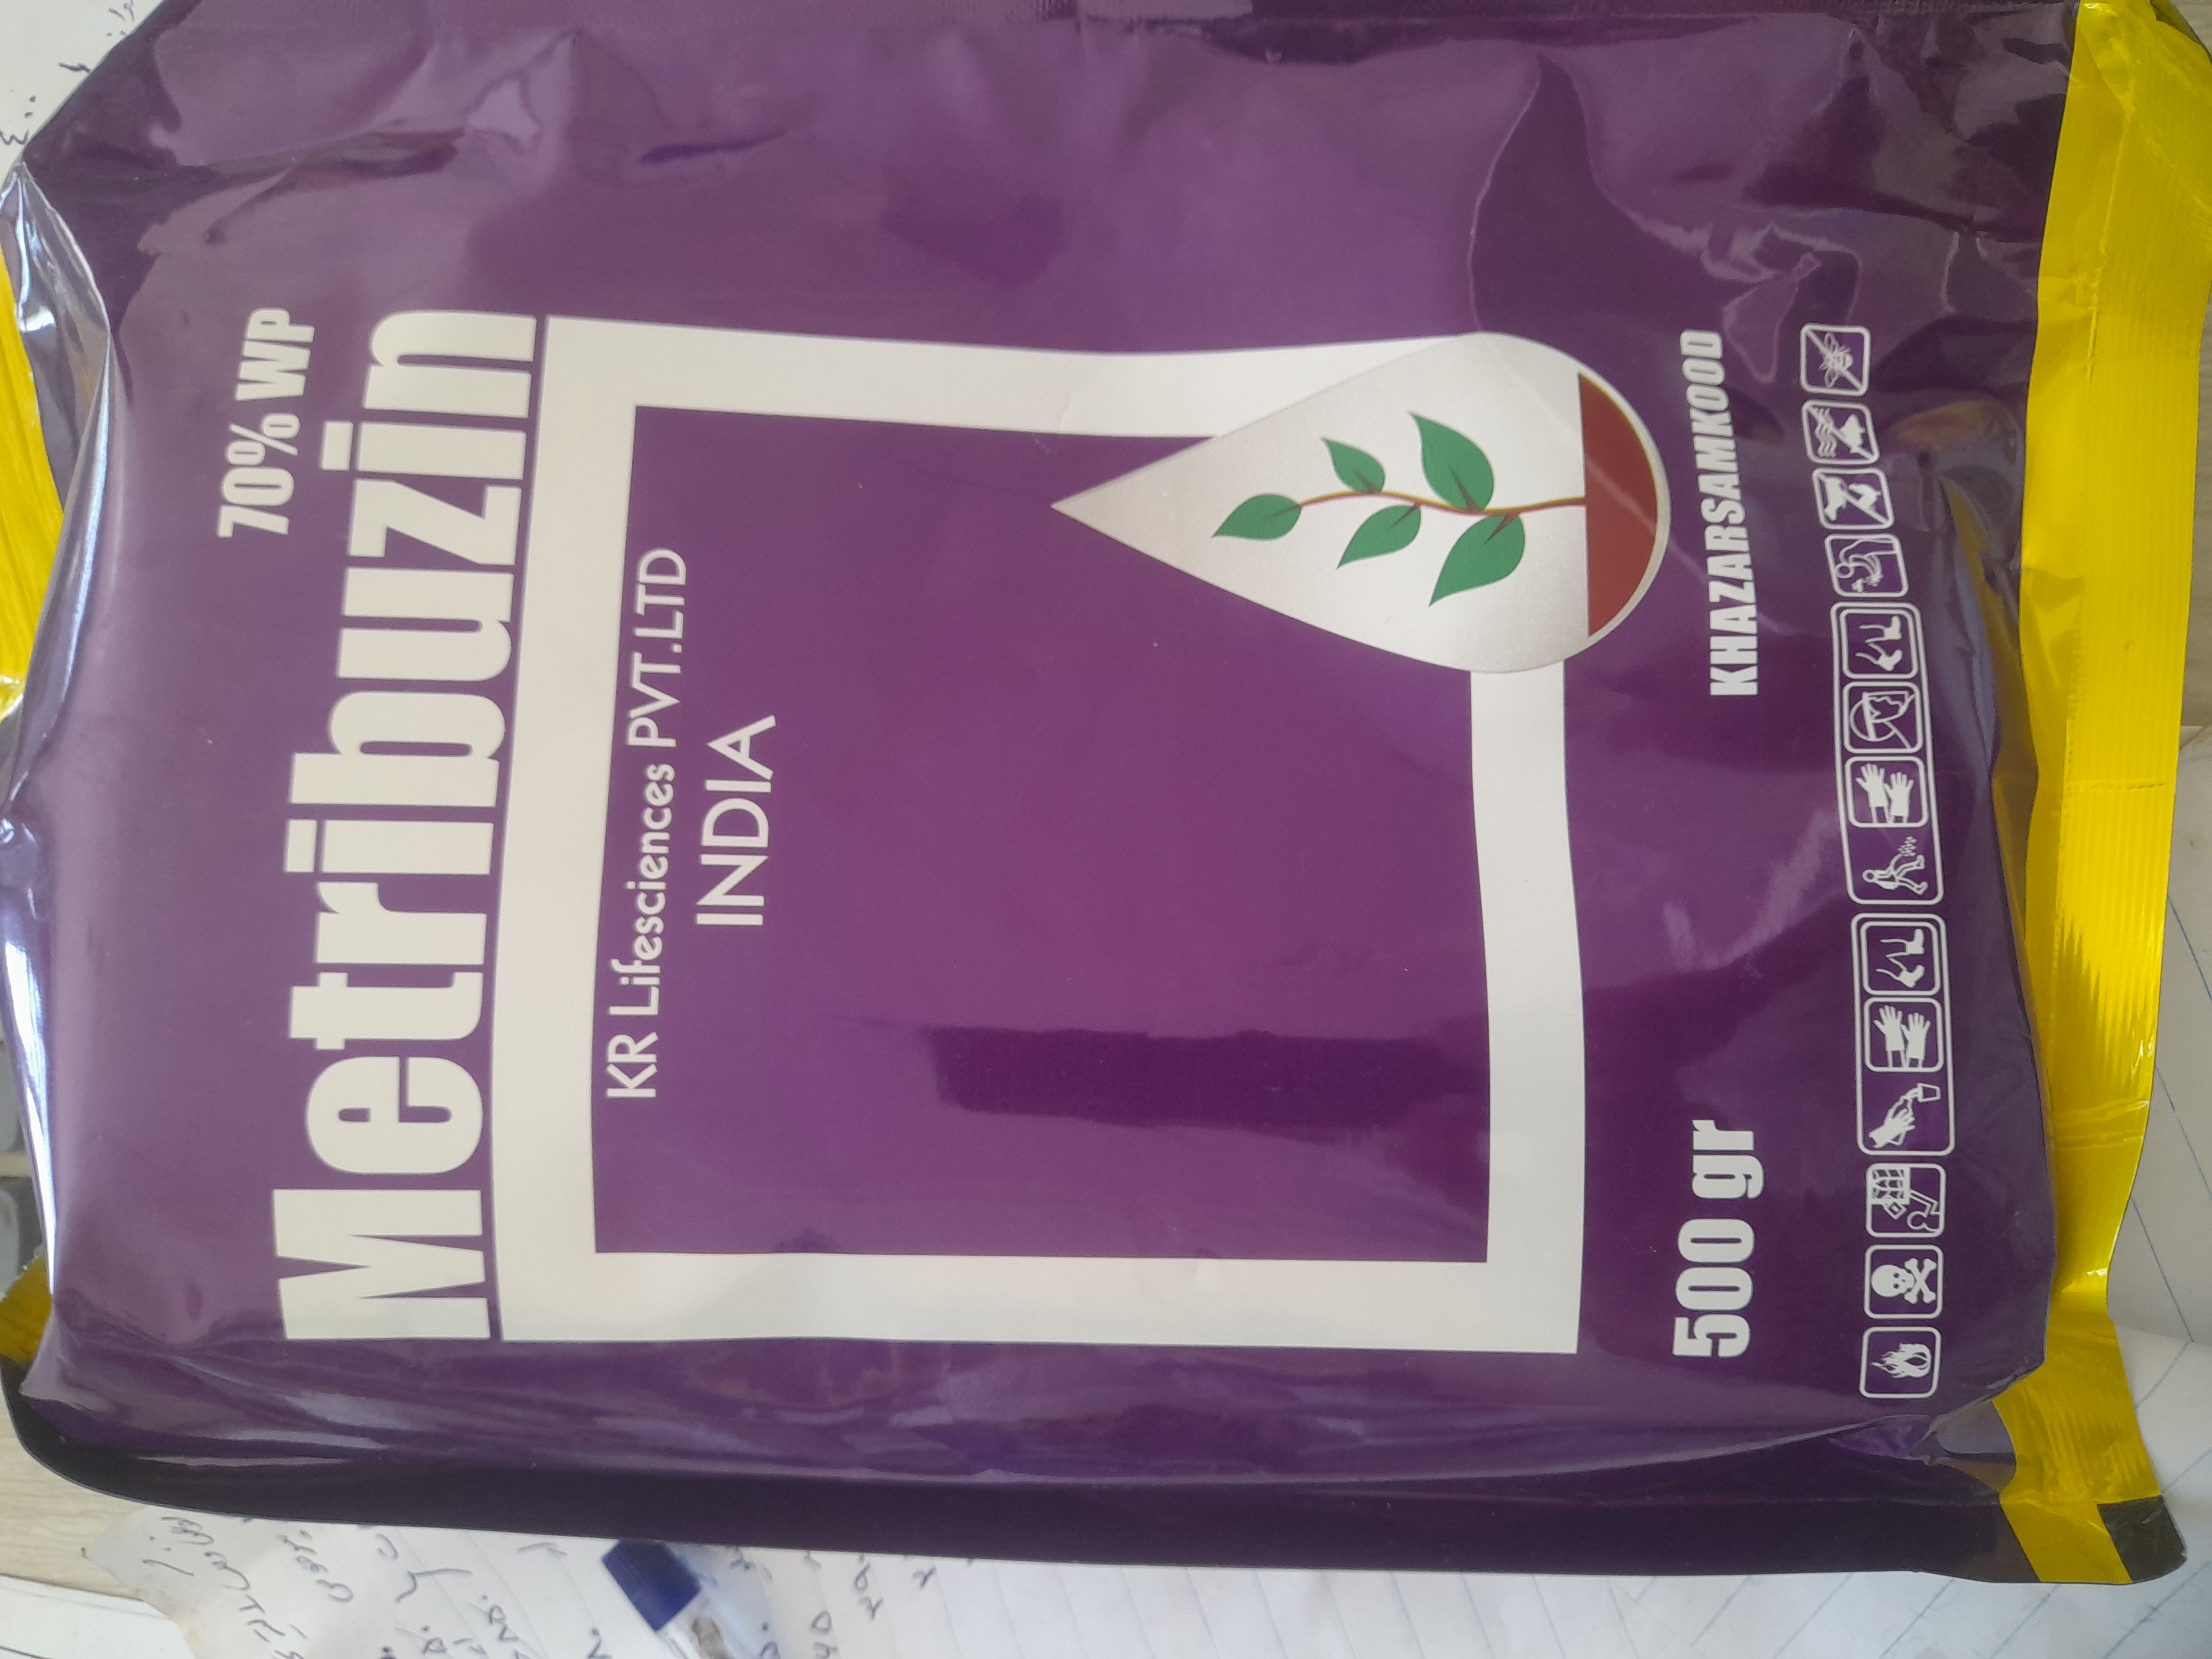 70% WP
Metribuzin
KR Lifesciences PVT.LTD
INDIA
500 gr
KHAZARSAMKOOD